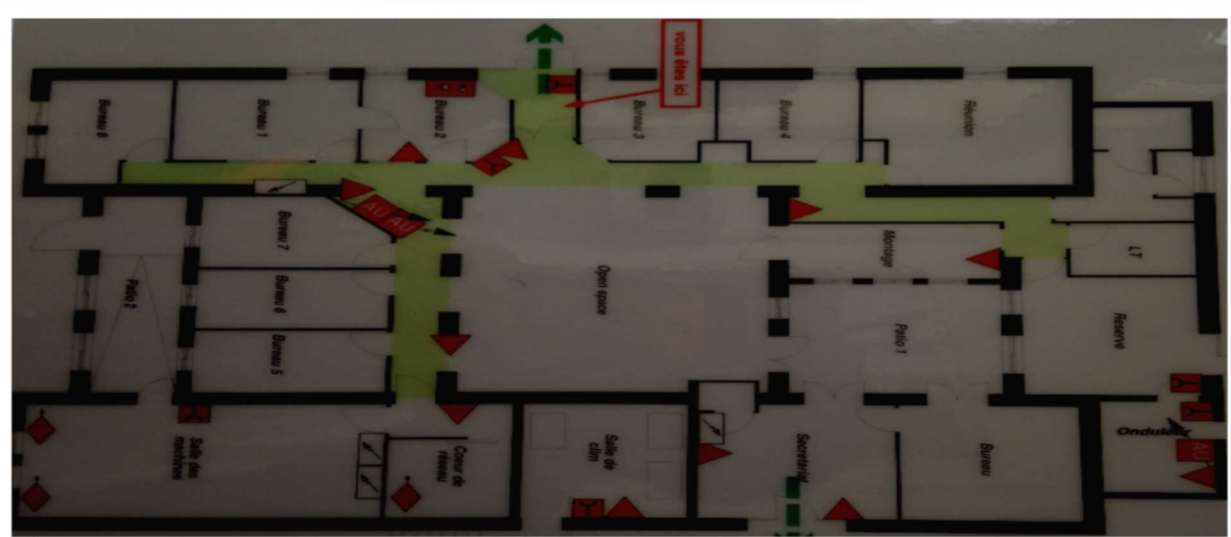 vous êtes ici
Bureau 8
Bureau 1
Bureau 2
Bureau 3
Bureau 4
Réunion
AU AU
Bureau 7
Bureau 6
Bureau 5
Patio 2
Open space
Montage
LT
Patio 1
Reserve
Onduleur
AU
Salle des
machines
Coeur de
réseau
Salle de
clim
Secretariat
Bureau